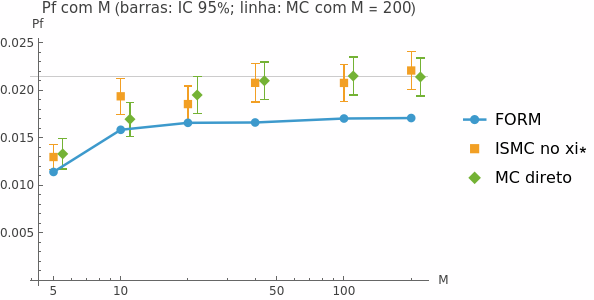 Pf com M (barras: IC 95%; linha: MC com M = 200)
Pf
0.025
0.020
0.015
0.010
0.005
5
10
50
100
M
FORM
ISMC no xi*
MC direto